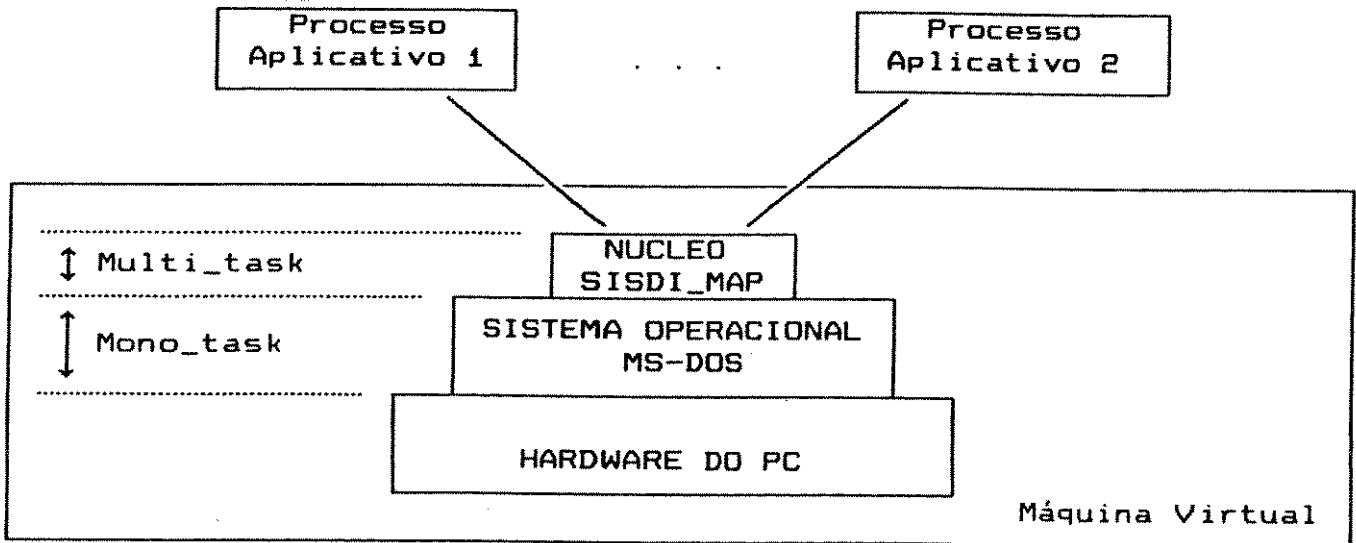 Processo
Aplicativo 1
. . .
Processo
Aplicativo 2
Multi_task
NUCLEO
SISDI_MAP
Mono_task
SISTEMA OPERACIONAL
MS-DOS
HARDWARE DO PC
Máquina Virtual